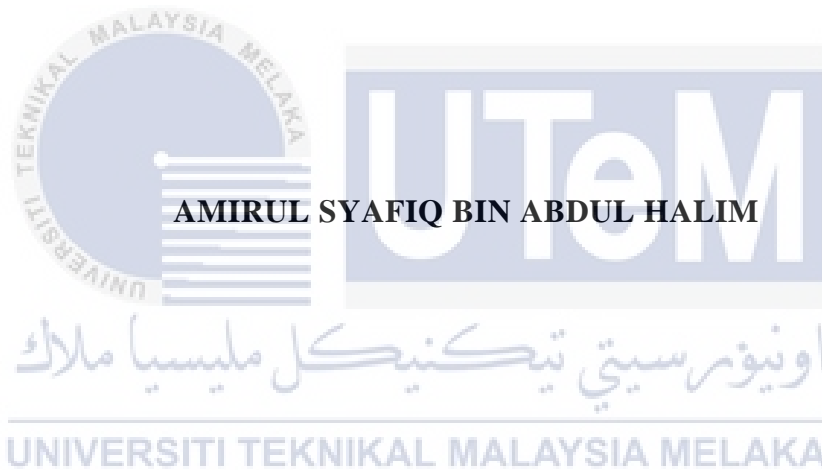 UNIVERSITI TEKNIKAL MALAYSIA MELAKA
UTeM
AMIRUL SYAFIQ BIN ABDUL HALIM
اونيۏرسيتي تيكنيكل مليسيا ملاك
UNIVERSITI TEKNIKAL MALAYSIA MELAKA